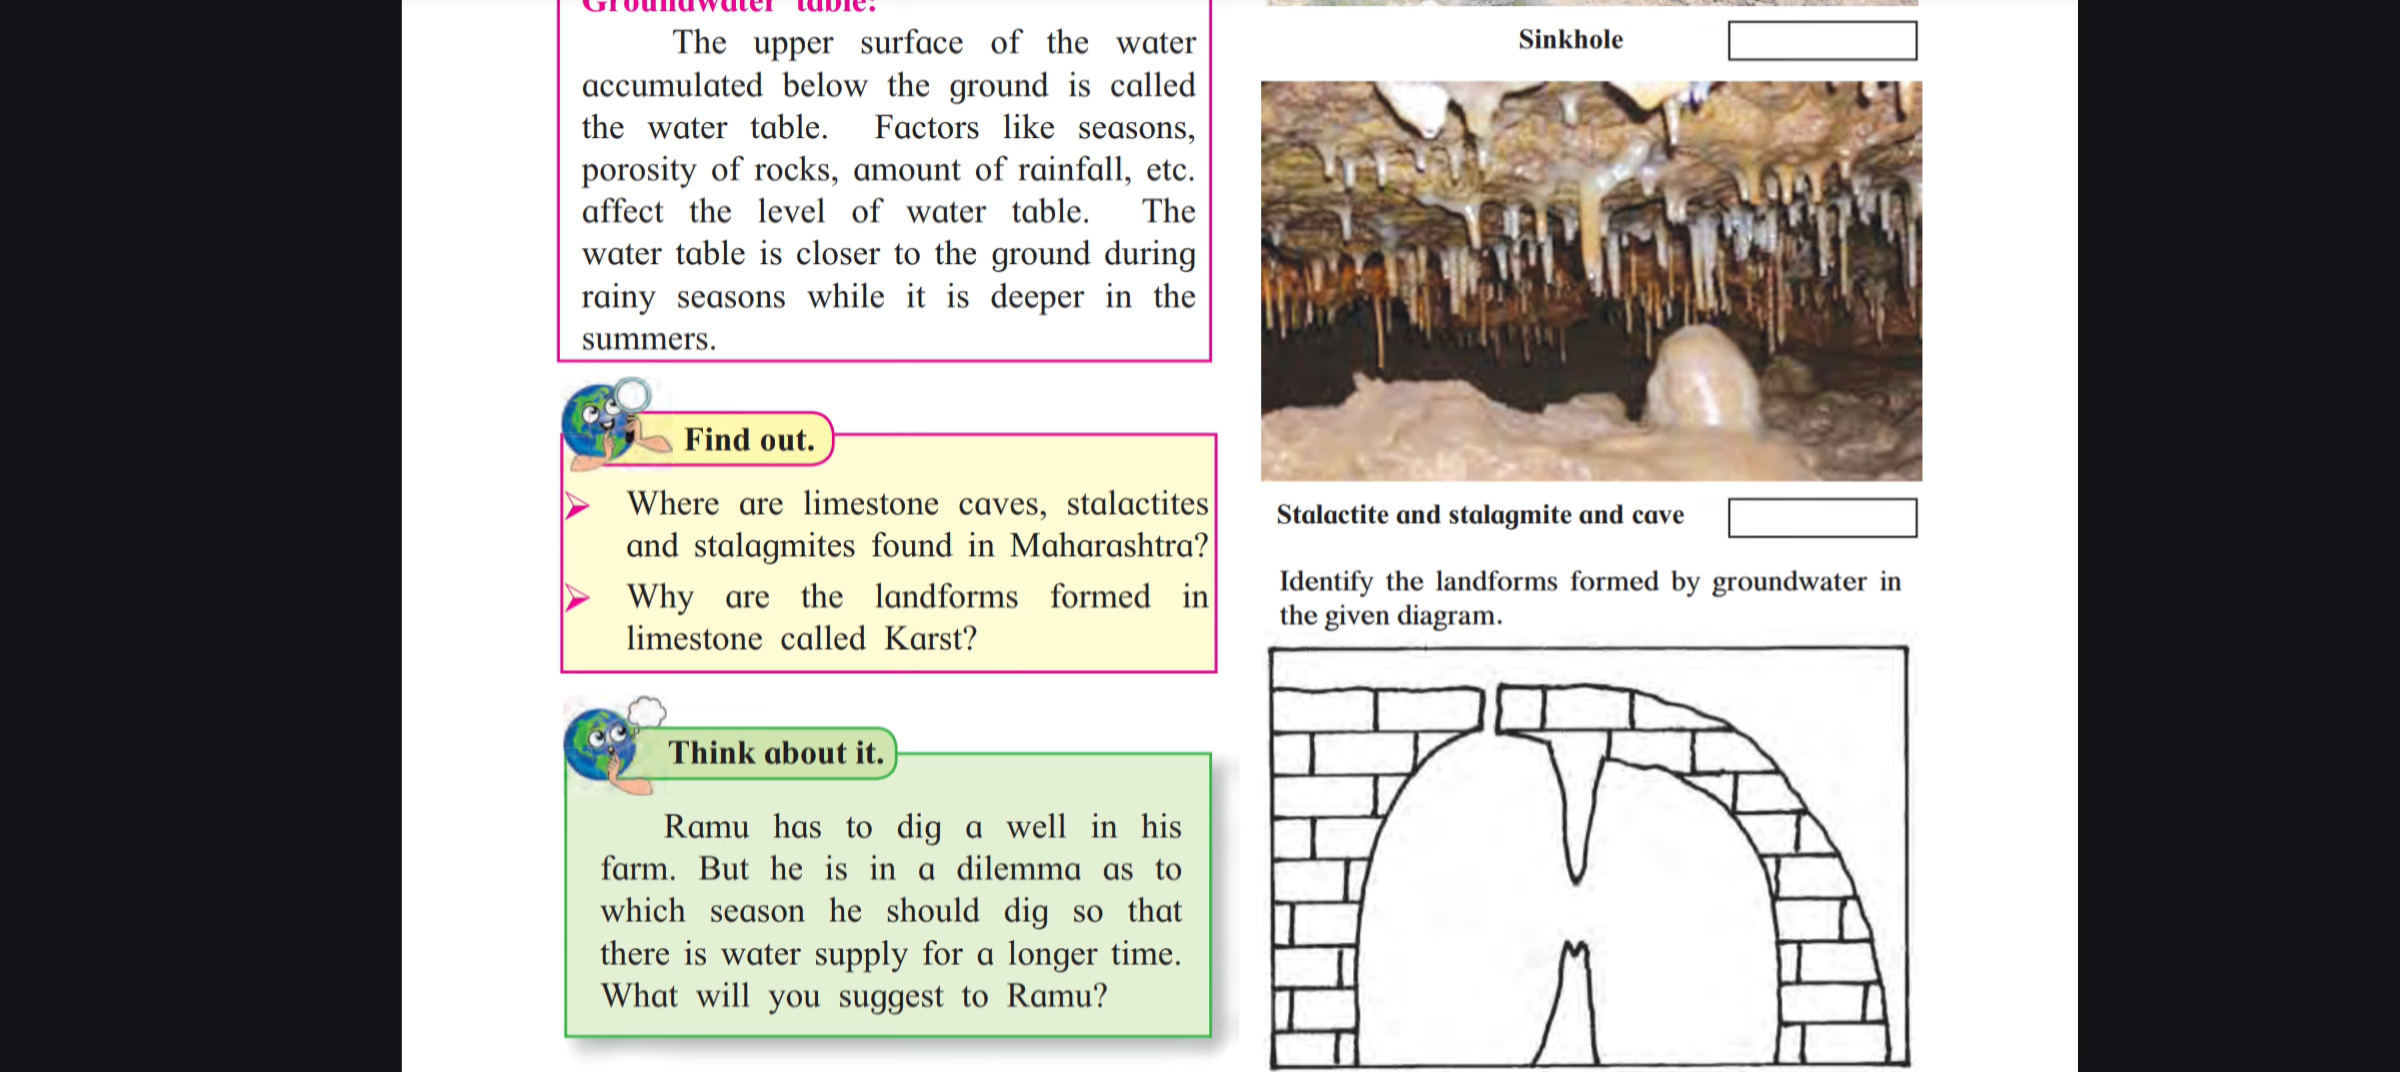 Groundwater table:
The upper surface of the water
accumulated below the ground is called
the water table. Factors like seasons,
porosity of rocks, amount of rainfall, etc.
affect the level of water table. The
water table is closer to the ground during
rainy seasons while it is deeper in the
summers.
Find out.
Where are limestone caves, stalactites
and stalagmites found in Maharashtra?
Why are the landforms formed in
limestone called Karst?
Think about it.
Ramu has to dig a well in his
farm. But he is in a dilemma as to
which season he should dig so that
there is water supply for a longer time.
What will you suggest to Ramu?
Sinkhole
Stalactite and stalagmite and cave
Identify the landforms formed by groundwater in
the given diagram.